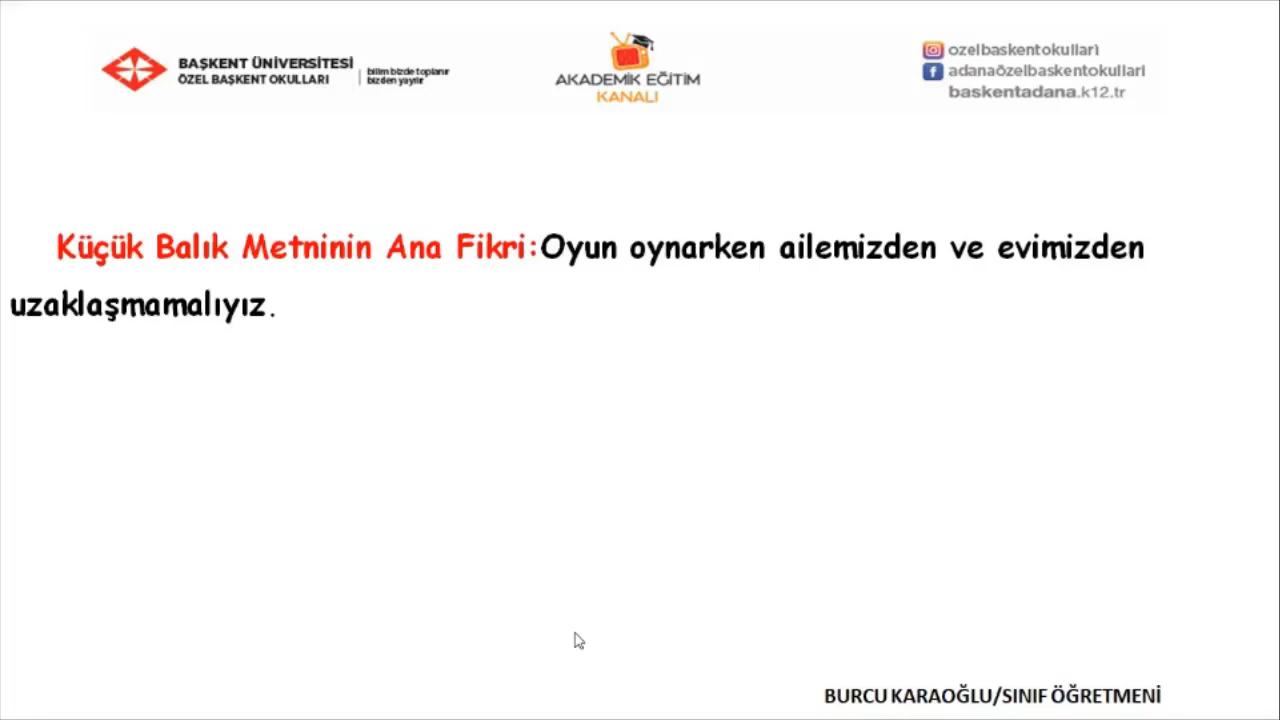 BAŞKENT ÜNİVERSİTESİ
ÖZEL BAŞKENT OKULLARI
bilim bizde toplanır
bizden yayılır
AKADEMİK EĞİTİM
KANALI
ozelbaskentokullari
adanaözelbaskentokullari
baskentadana.k12.tr
Küçük Balık Metninin Ana Fikri:Oyun oynarken ailemizden ve evimizden
uzaklaşmamalıyız.
BURCU KARAOĞLU/SINIF ÖĞRETMENİ